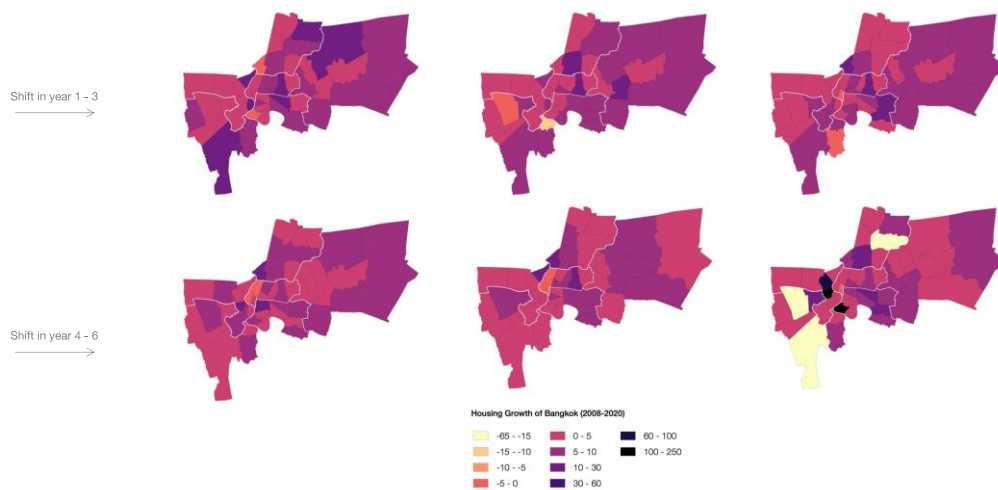 Shift in year 1 - 3
Shift in year 4 - 6
Housing Growth of Bangkok (2008-2020)
-65 - -15
0 - 5
60 - 100
-15 - -10
5 - 10
100 - 250
-10 - -5
10 - 30
-5 - 0
30 - 60